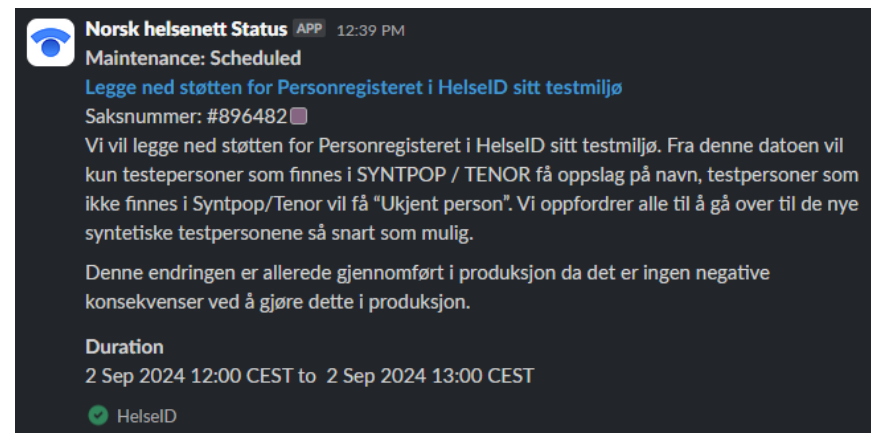 Norsk helsenett Status APP 12:39 PM
Maintenance: Scheduled
Legge ned støtten for Personregisteret i HelseID sitt testmiljø
Saksnummer: #896482
Vi vil legge ned støtten for Personregisteret i HelseID sitt testmiljø. Fra denne datoen vil
kun testepersoner som finnes i SYNTPOP / TENOR få oppslag på navn, testpersoner som
ikke finnes i Syntpop/Tenor vil få “Ukjent person”. Vi oppfordrer alle til å gå over til de nye
syntetiske testpersonene så snart som mulig.
Denne endringen er allerede gjennomført i produksjon da det er ingen negative
konsekvenser ved å gjøre dette i produksjon.
Duration
2 Sep 2024 12:00 CEST to 2 Sep 2024 13:00 CEST
HelseID